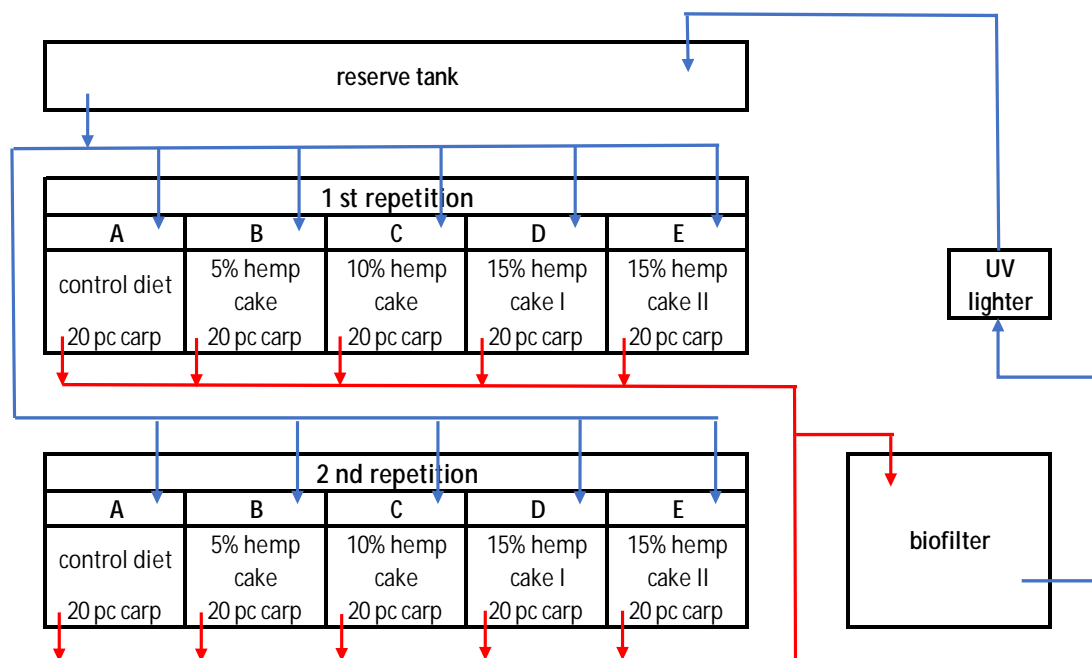 reserve tank
1 st repetition
A B C D E
control diet
5% hemp cake
10% hemp cake
15% hemp cake I
15% hemp cake II
20 pc carp 20 pc carp 20 pc carp 20 pc carp 20 pc carp
UV
lighter
2 nd repetition
A B C D E
control diet
5% hemp cake
10% hemp cake
15% hemp cake I
15% hemp cake II
20 pc carp 20 pc carp 20 pc carp 20 pc carp 20 pc carp
biofilter